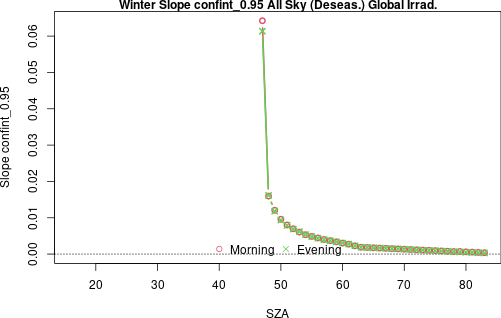 Winter Slope confint_0.95 All Sky (Deseas.) Global Irrad.
Slope confint_0.95
0.06
0.05
0.04
0.03
0.02
0.01
0.00
Morning
Evening
20 30 40 50 60 70 80
SZA